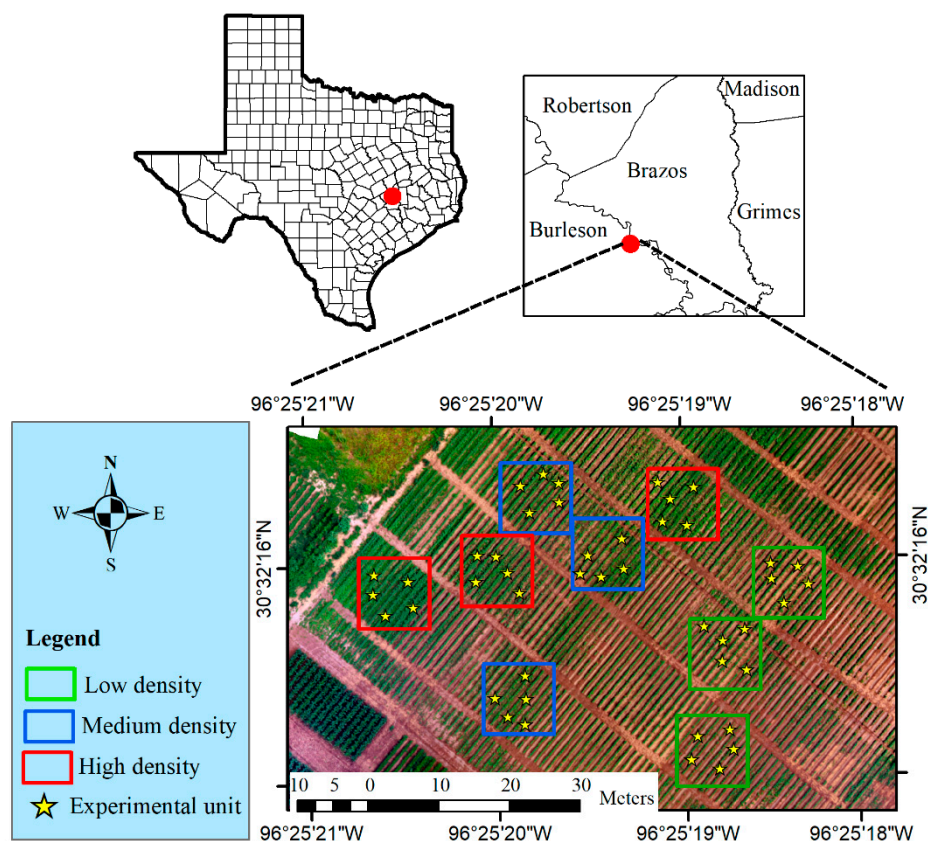 Madison
Robertson
Brazos
Grimes
Burleson
96°25'21"W 96°25'20"W 96°25'19"W 96°25'18"W
N
W E
S
30°32'16"N
30°32'16"N
Legend
Low density
Medium density
High density
Experimental unit
10 5 0 10 20 30 Meters
96°25'21"W 96°25'20"W 96°25'19"W 96°25'18"W